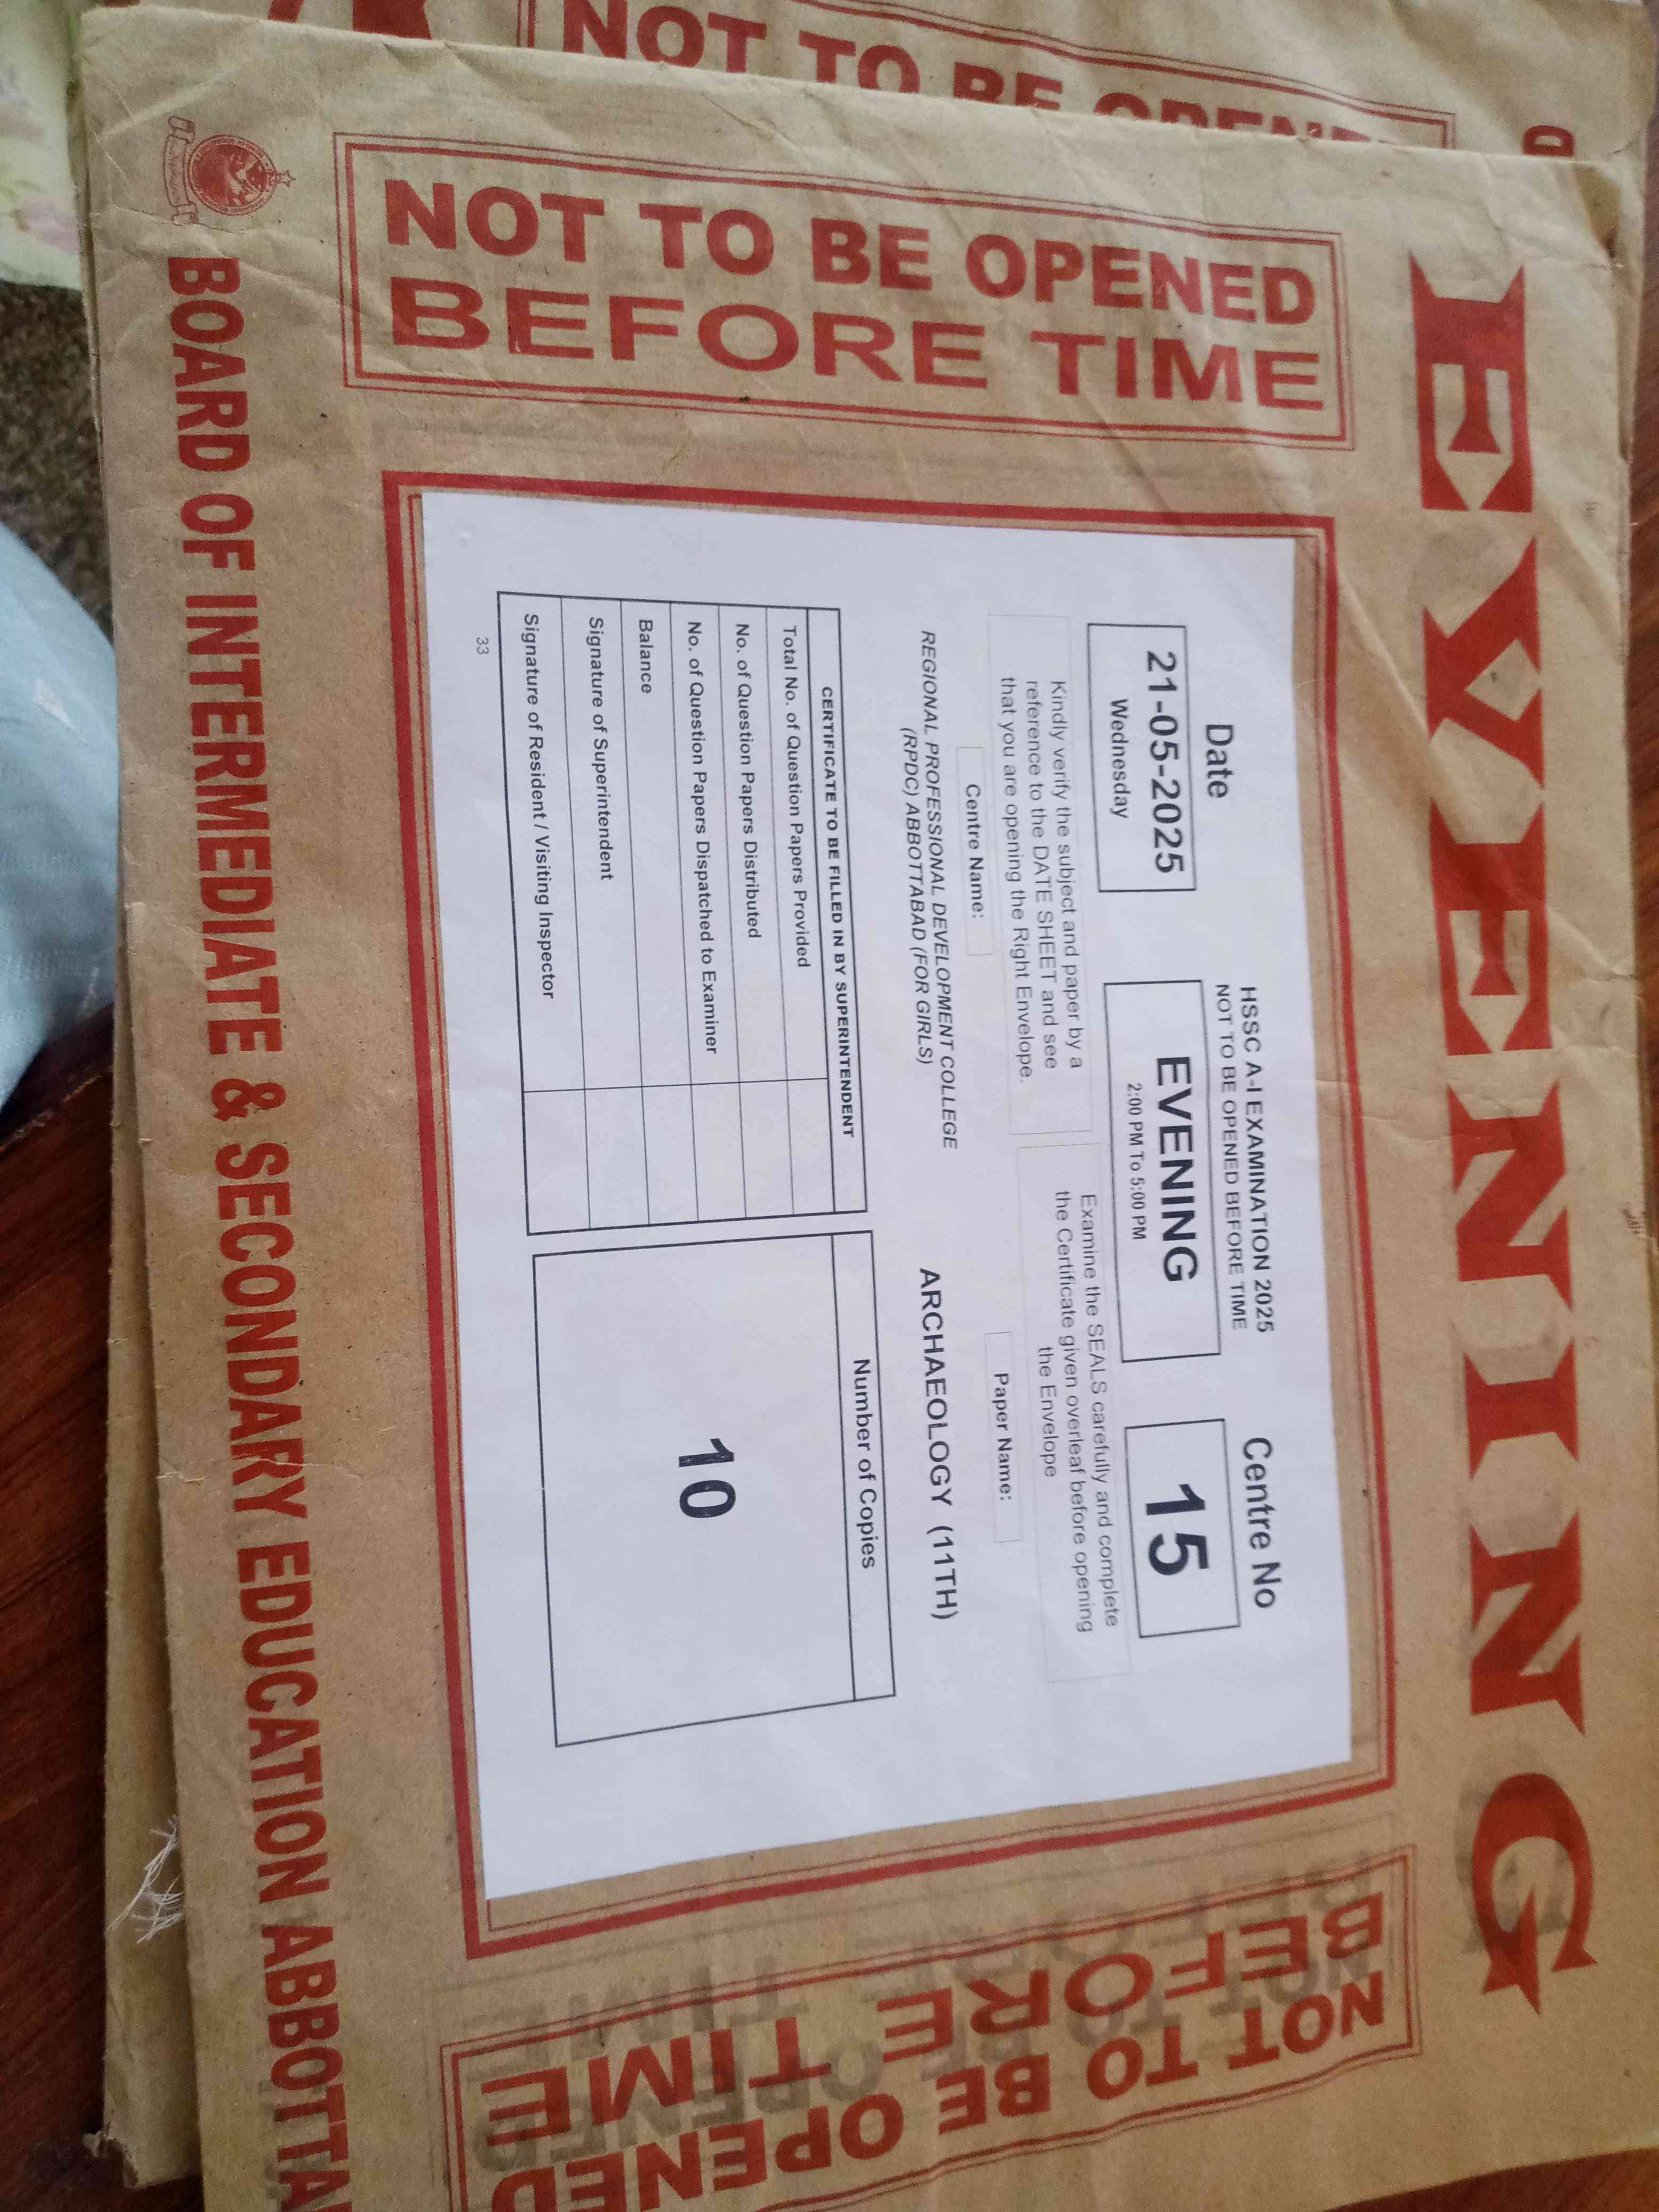 NOT TO BE OPENED
EVENING
NOT TO BE OPENED
BEFORE TIME
Date
21-05-2025
Wednesday
HSSC A-I EXAMINATION 2025
NOT TO BE OPENED BEFORE TIME
EVENING
2:00 PM To 5:00 PM
Centre No
15
Kindly verify the subject and paper by a
reference to the DATE SHEET and see
that you are opening the Right Envelope.
Examine the SEALS carefully and complete
the Certificate given overleaf before opening
the Envelope
Centre Name:
REGIONAL PROFESSIONAL DEVELOPMENT COLLEGE
(RPDC) ABBOTTABAD (FOR GIRLS)
Paper Name:
ARCHAEOLOGY (11TH)
CERTIFICATE TO BE FILLED IN BY SUPERINTENDENT
Total No. of Question Papers Provided
No. of Question Papers Distributed
No. of Question Papers Dispatched to Examiner
Balance
Signature of Superintendent
Signature of Resident / Visiting Inspector
Number of Copies
10
33
NOT TO BE OPENED
BEFORE TIME
BOARD OF INTERMEDIATE & SECONDARY EDUCATION ABBOTTA